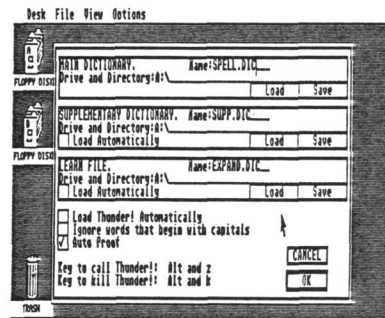 Desk File View Options
A
FLOPPY DISK
B
FLOPPY DISK
TRASH
MAIN DICTIONARY. Name:SPELL.DIC
Drive and Directory:A:\
Load Save
SUPPLEMENTARY DICTIONARY. Name:SUPP.DIC
Drive and Directory:A:\
Load Automatically Load Save
LEARN FILE. Name:EXPAND.DIC
Drive and Directory:A:\
Load Automatically Load Save
Load Thunder! Automatically
Ignore words that begin with capitals
Auto Proof
CANCEL
Key to call Thunder!: Alt and z
Key to kill Thunder!: Alt and k
OK